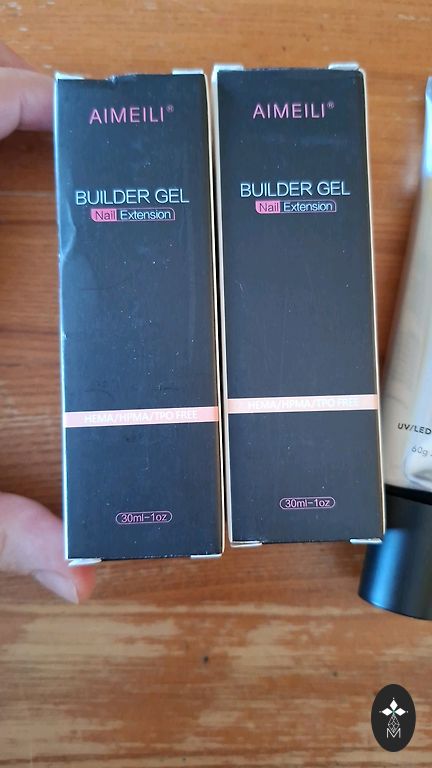 AIMEILI®
BUILDER GEL
Nail Extension
HEMA/HPMA/TPO FREE
30ml-1oz
AIMEILI®
BUILDER GEL
Nail Extension
HEMA/HPMA/TPO FREE
30ml-1oz
UV/LED
60g
M